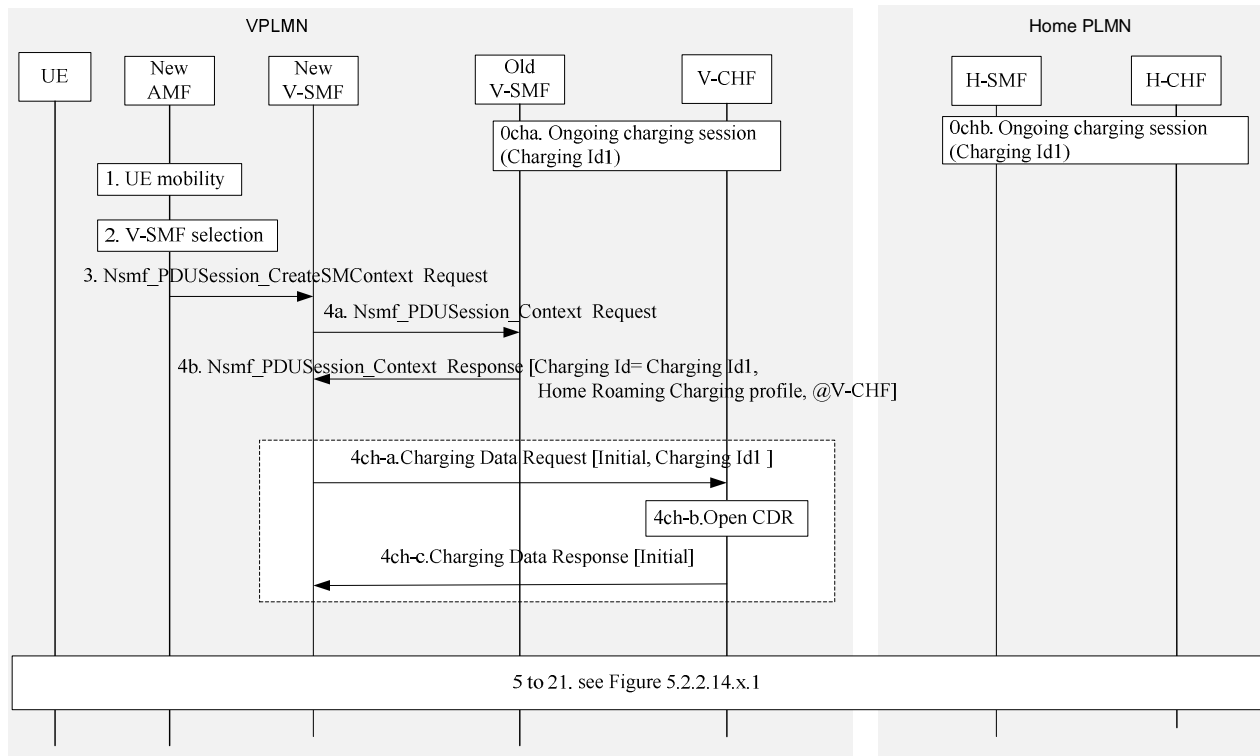 VPLMN
Home PLMN
UE
New
AMF
New
V-SMF
Old
V-SMF
V-CHF
H-SMF
H-CHF
0cha. Ongoing charging session
(Charging Id1)
0chb. Ongoing charging session
(Charging Id1)
1. UE mobility
2. V-SMF selection
3. Nsmf_PDUSession_CreateSMContext Request
4a. Nsmf_PDUSession_Context Request
4b. Nsmf_PDUSession_Context Response [Charging Id= Charging Id1,
Home Roaming Charging profile, @V-CHF]
4ch-a.Charging Data Request [Initial, Charging Id1 ]
4ch-b.Open CDR
4ch-c.Charging Data Response [Initial]
5 to 21. see Figure 5.2.2.14.x.1